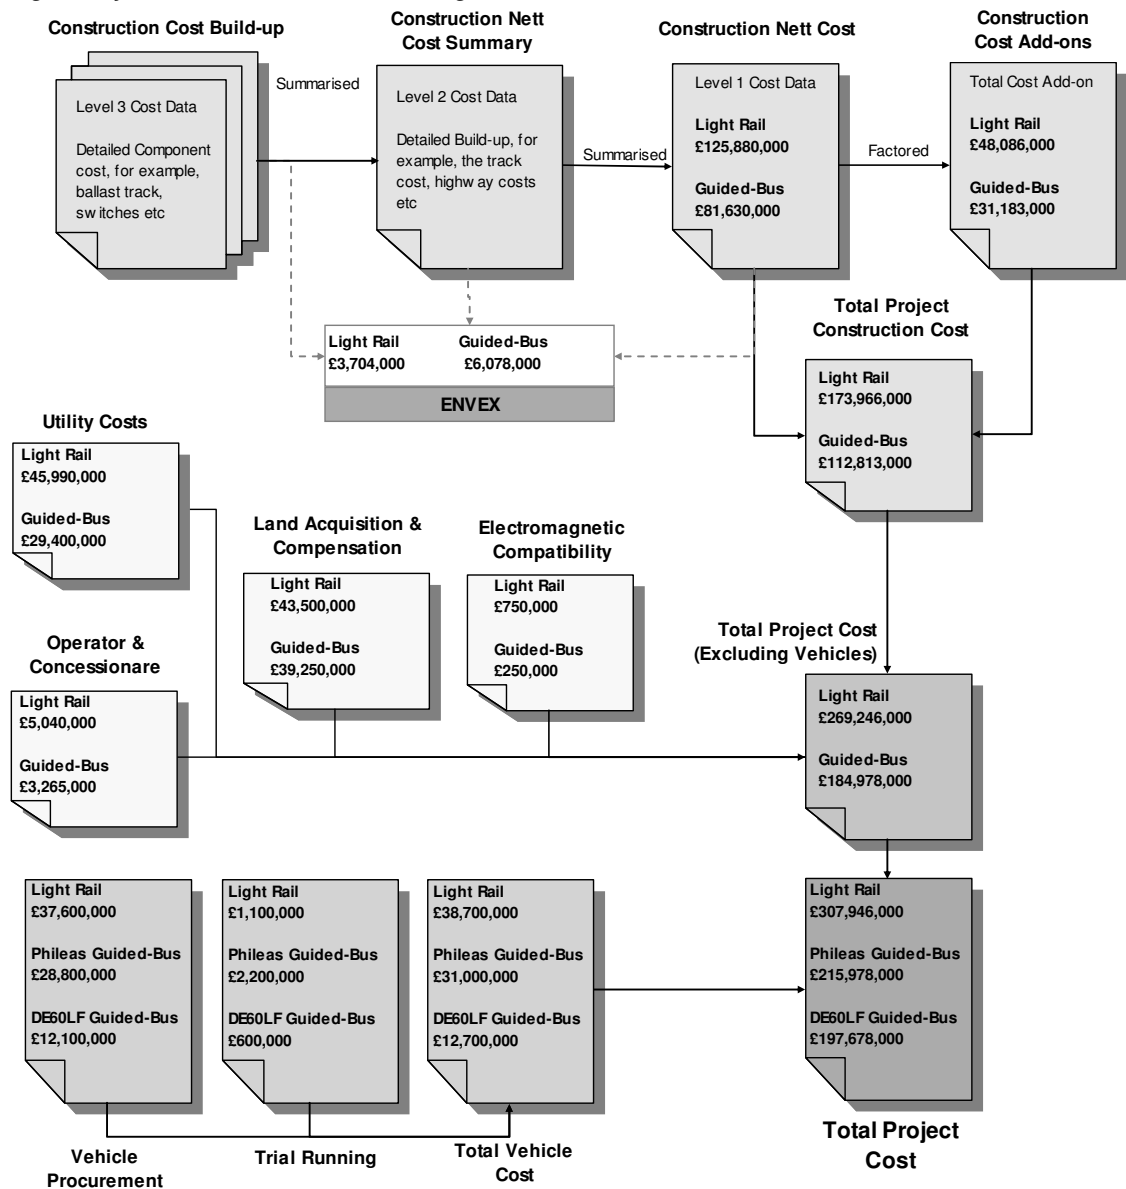 Construction Cost Build-up
Level 3 Cost Data
Detailed Component
cost, for example,
ballast track,
switches etc
Summarised
Construction Nett
Cost Summary
Level 2 Cost Data
Detailed Build-up, for
example, the track
cost, highway costs
etc
Summarised
Construction Nett Cost
Level 1 Cost Data
Light Rail
£125,880,000
Guided-Bus
£81,630,000
Factored
Construction
Cost Add-ons
Total Cost Add-on
Light Rail
£48,086,000
Guided-Bus
£31,183,000
Light Rail
£3,704,000
Guided-Bus
£6,078,000
ENVEX
Total Project
Construction Cost
Light Rail
£173,966,000
Guided-Bus
£112,813,000
Utility Costs
Light Rail
£45,990,000
Guided-Bus
£29,400,000
Land Acquisition &
Compensation
Light Rail
£43,500,000
Guided-Bus
£39,250,000
Electromagnetic
Compatibility
Light Rail
£750,000
Guided-Bus
£250,000
Operator &
Concessionare
Light Rail
£5,040,000
Guided-Bus
£3,265,000
Total Project Cost
(Excluding Vehicles)
Light Rail
£269,246,000
Guided-Bus
£184,978,000
Light Rail
£37,600,000
Phileas Guided-Bus
£28,800,000
DE60LF Guided-Bus
£12,100,000
Vehicle
Procurement
Light Rail
£1,100,000
Phileas Guided-Bus
£2,200,000
DE60LF Guided-Bus
£600,000
Trial Running
Light Rail
£38,700,000
Phileas Guided-Bus
£31,000,000
DE60LF Guided-Bus
£12,700,000
Total Vehicle
Cost
Light Rail
£307,946,000
Phileas Guided-Bus
£215,978,000
DE60LF Guided-Bus
£197,678,000
Total Project
Cost